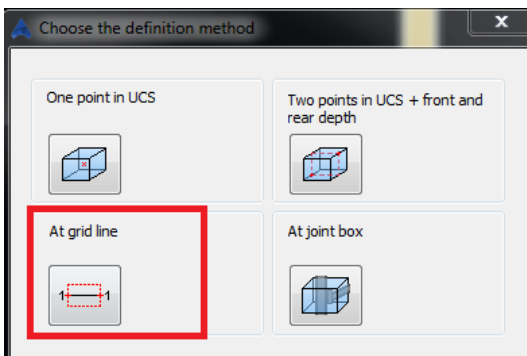 Choose the definition method
x
One point in UCS
Two points in UCS + front and
rear depth
At grid line
At joint box
1 1